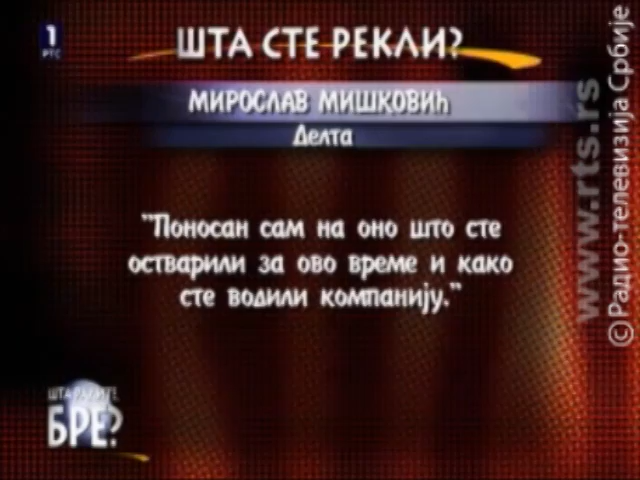 1
РТС
ШТА СТЕ РЕКЛИ?
МИРОСЛАВ МИШКОВИЋ
Делта
"Поносан сам на оно што сте
остварили за ово време и како
сте водили компанију."
ШТА РАДИТЕ,
БРЕ?
www.rts.rs
©Радио-телевизија Србије